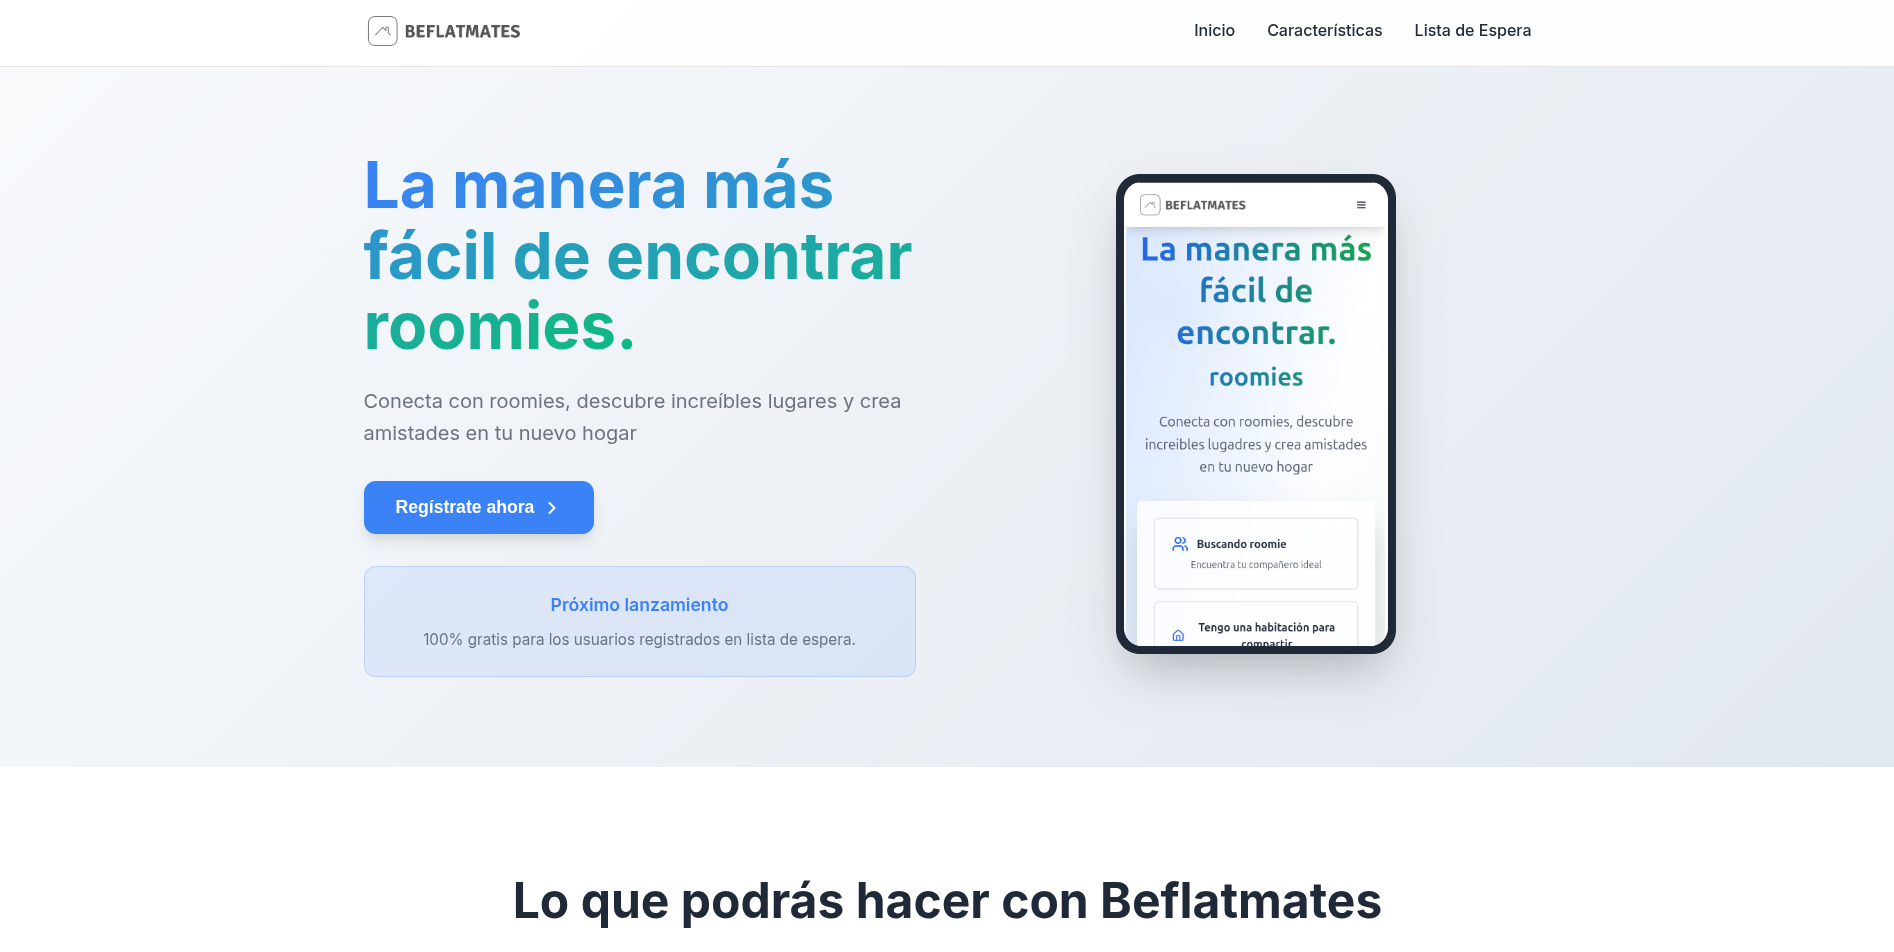 BEFLATMATES
Inicio
Características
Lista de Espera
La manera más
fácil de encontrar
roomies.
Conecta con roomies, descubre increíbles lugares y crea
amistades en tu nuevo hogar
Regístrate ahora
Próximo lanzamiento
100% gratis para los usuarios registrados en lista de espera.
BEFLATMATES
La manera más
fácil de
encontrar.
roomies
Conecta con roomies, descubre
increibles lugadres y crea amistades
en tu nuevo hogar
Buscando roomie
Encuentra tu compañero ideal
Tengo una habitación para
compartir
Lo que podrás hacer con Beflatmates